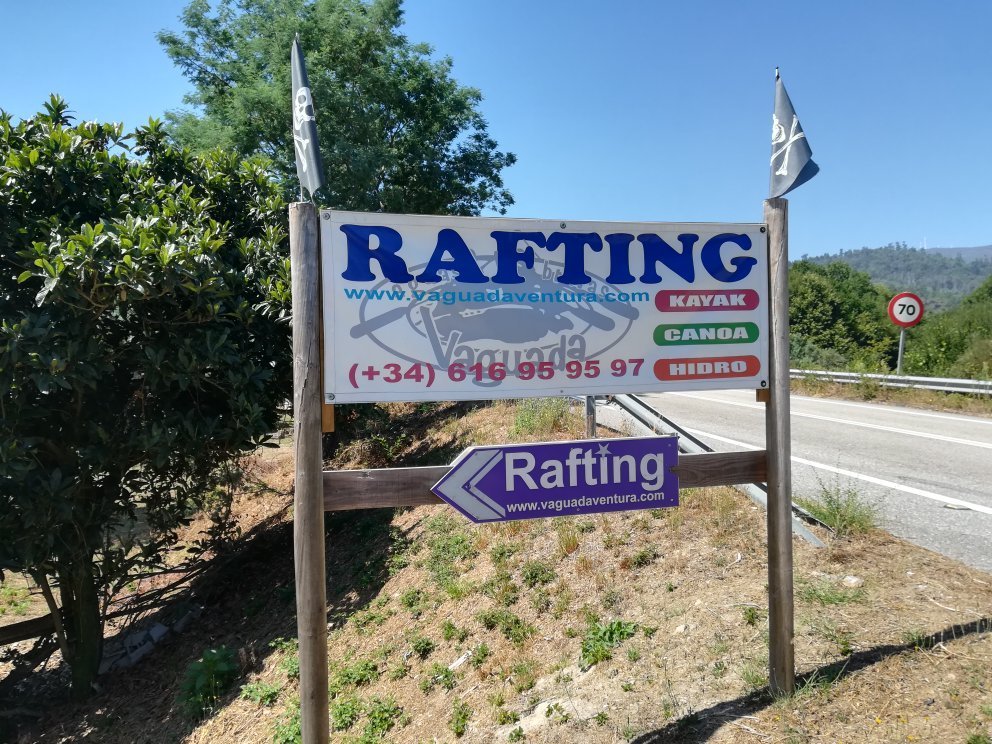 RAFTING
www.vaguadaventura.com
KAYAK
CANOA
HIDRO
Vaguada
(+34) 616 95 95 97
Rafting
www.vaguadaventura.com
70